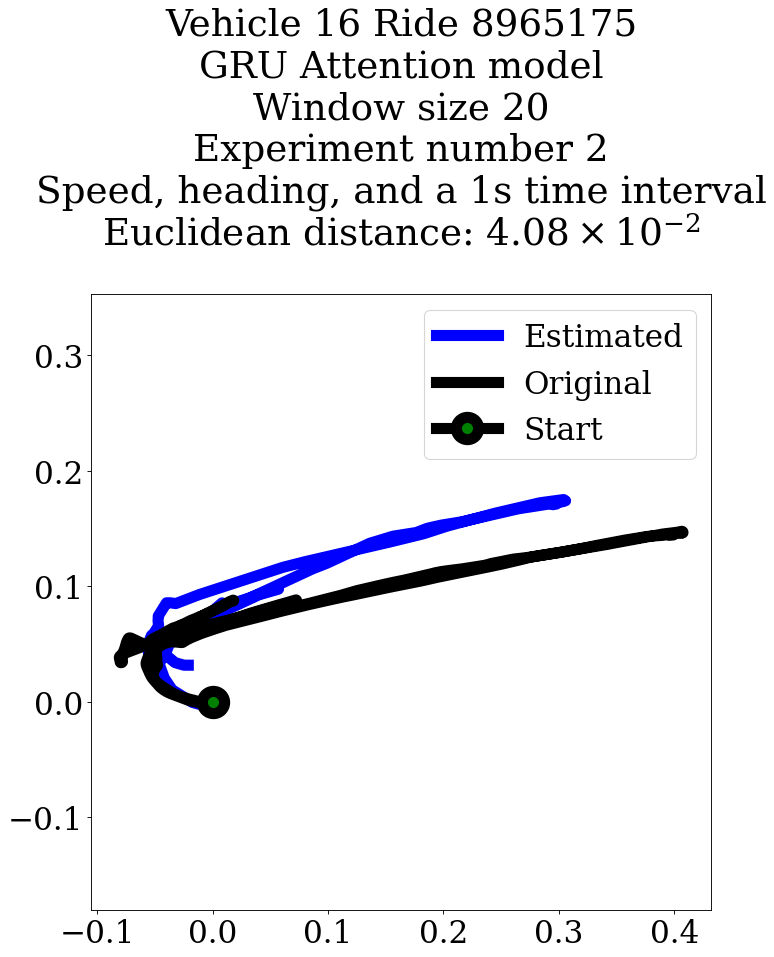 Vehicle 16 Ride 8965175
GRU Attention model
Window size 20
Experiment number 2
Speed, heading, and a 1s time interval
Euclidean distance: 4.08 × 10⁻²
Estimated
Original
Start
0.3
0.2
0.1
0.0
−0.1
−0.1 0.0 0.1 0.2 0.3 0.4